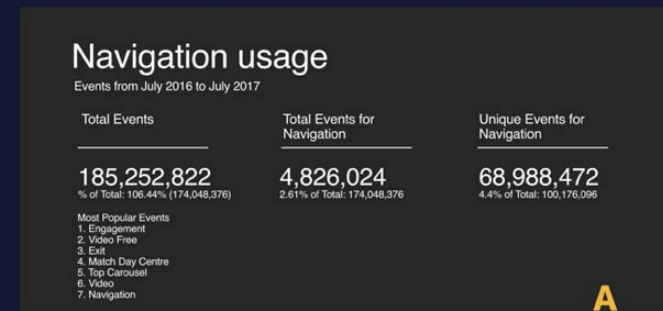 Navigation usage
Events from July 2016 to July 2017
Total Events
185,252,822
% of Total: 106.44% (174,048,376)
Most Popular Events
1. Engagement
2. Video Free
3. Exit
4. Match Day Centre
5. Top Carousel
6. Video
7. Navigation
Total Events for
Navigation
4,826,024
2.61% of Total: 174,048,376
Unique Events for
Navigation
68,988,472
4.4% of Total: 100,176,096
A